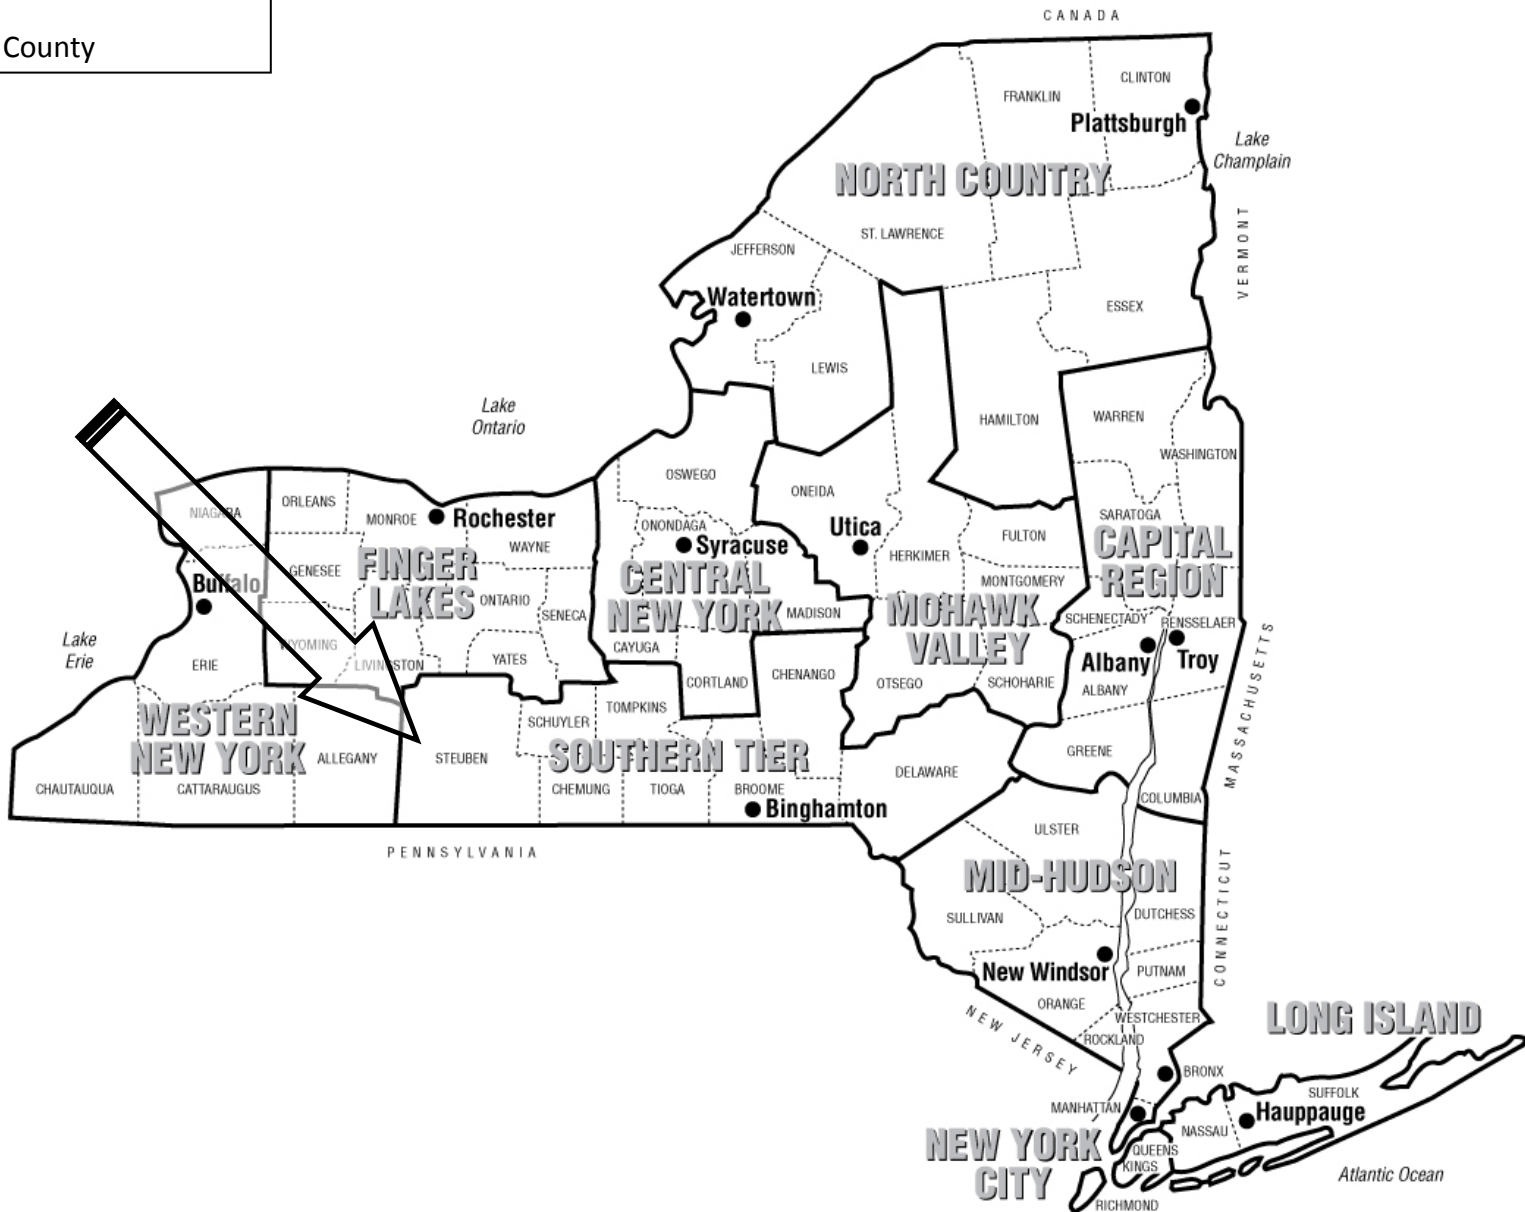 County
CANADA
CLINTON
FRANKLIN
Plattsburgh
Lake
Champlain
NORTH COUNTRY
VERMONT
ST. LAWRENCE
JEFFERSON
Watertown
ESSEX
LEWIS
Lake
Ontario
HAMILTON
WARREN
WASHINGTON
OSWEGO
ONEIDA
NIAGARA
ORLEANS
MONROE
Rochester
ONONDAGA
Syracuse
Utica
SARATOGA
FULTON
CAPITAL
REGION
WAYNE
HERKIMER
GENESEE
FINGER
LAKES
CENTRAL
NEW YORK
MONTGOMERY
Buffalo
ONTARIO
SENECA
MADISON
MOHAWK
VALLEY
SCHENECTADY
RENSSELAER
Lake
Erie
WYOMING
LIVINGSTON
YATES
CAYUGA
Albany
Troy
MASSACHUSETTS
ERIE
CORTLAND
CHENANGO
OTSEGO
SCHOHARIE
ALBANY
WESTERN
NEW YORK
TOMPKINS
SCHUYLER
ALLEGANY
STEUBEN
SOUTHERN TIER
GREENE
DELAWARE
CHAUTAUQUA
CATTARAUGUS
CHEMUNG
TIOGA
BROOME
Binghamton
COLUMBIA
PENNSYLVANIA
ULSTER
MID-HUDSON
CONNECTICUT
SULLIVAN
DUTCHESS
New Windsor
PUTNAM
ORANGE
NEW JERSEY
WESTCHESTER
ROCKLAND
LONG ISLAND
BRONX
SUFFOLK
MANHATTAN
Hauppauge
NASSAU
NEW YORK
CITY
QUEENS
KINGS
Atlantic Ocean
RICHMOND